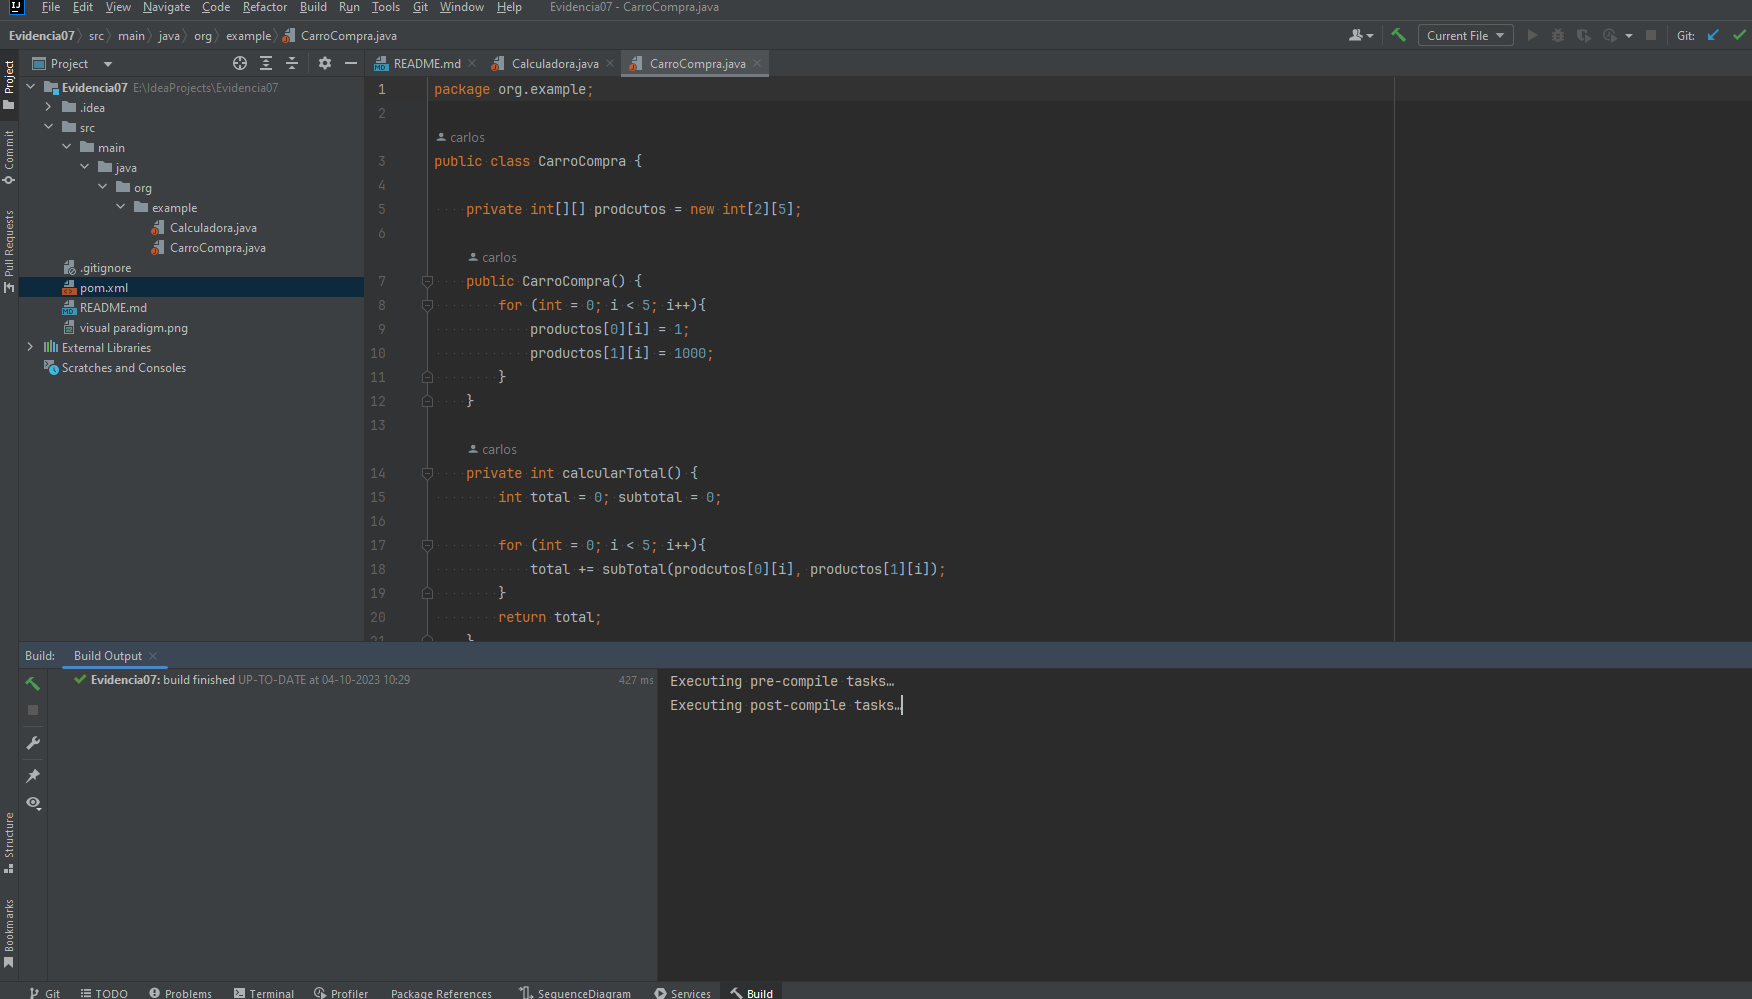 File Edit View Navigate Code Refactor Build Run Tools Git Window Help Evidencia07 - CarroCompra.java
Evidencia07 src main java org example CarroCompra.java Current File Git:
Project
Commit
Pull Requests
Structure
Bookmarks
Project
README.md Calculadora.java CarroCompra.java
Evidencia07 E:\IdeaProjects\Evidencia07
.idea
src
main
java
org
example
Calculadora.java
CarroCompra.java
.gitignore
pom.xml
README.md
visual paradigm.png
External Libraries
Scratches and Consoles
1 package org.example;
2
carlos
3 public class CarroCompra {
4
5 private int[][] prodcutos = new int[2][5];
6
carlos
7 public CarroCompra() {
8 for (int = 0; i < 5; i++){
9 productos[0][i] = 1;
10 productos[1][i] = 1000;
11 }
12 }
13
carlos
14 private int calcularTotal() {
15 int total = 0; subtotal = 0;
16
17 for (int = 0; i < 5; i++){
18 total += subTotal(prodcutos[0][i], productos[1][i]);
19 }
20 return total;
21 }
Build: Build Output
Evidencia07: build finished UP-TO-DATE at 04-10-2023 10:29 427 ms
Executing pre-compile tasks…
Executing post-compile tasks…
Git TODO Problems Terminal Profiler Package References SequenceDiagram Services Build